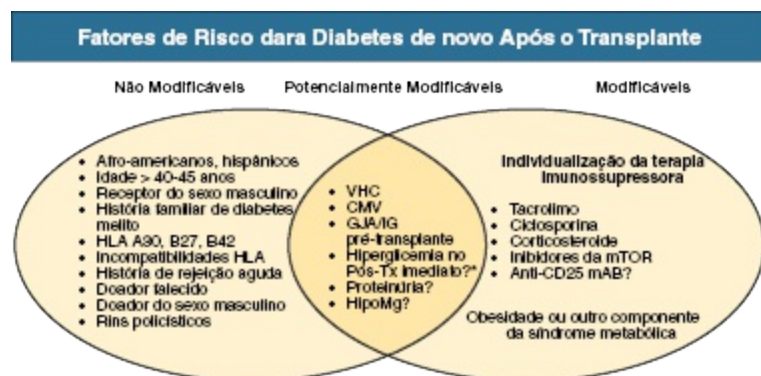 Fatores de Risco dara Diabetes de novo Após o Transplante
Não Modificáveis
Potencialmente Modificáveis
Modificáveis
• Afro-americanos, hispânicos
• Idade > 40-45 anos
• Receptor do sexo masculino
• História familiar de diabetes
melito
• HLA A30, B27, B42
• Incompatibilidades HLA
• História de rejeição aguda
• Doador falecido
• Doador do sexo masculino
• Rins policísticos
• VHC
• CMV
• GJA/IG
pré-transplante
• Hiperglicemia no
Pós-Tx imediato?*
• Proteinúria?
• HipoMg?
Individualização da terapia
Imunossupressora
• Tacrolimo
• Ciclosporina
• Corticosteroide
• Inibidores da mTOR
• Anti-CD25 mAB?
Obesidade ou outro componente
da síndrome metabólica